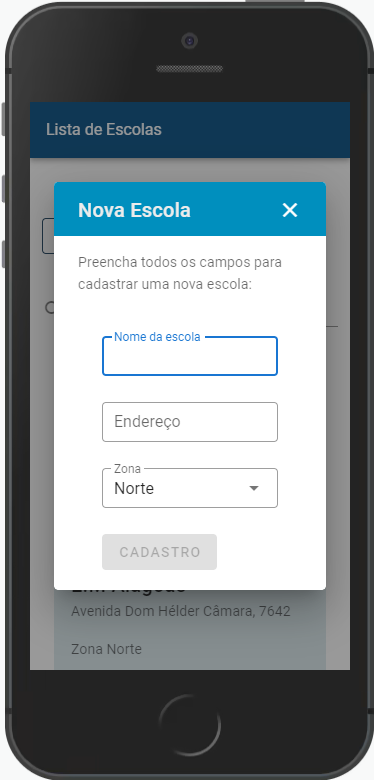 Lista de Escolas
Nova Escola
Preencha todos os campos para
cadastrar uma nova escola:
Nome da escola
Endereço
Zona
Norte
CADASTRO
Avenida Dom Hélder Câmara, 7642
Zona Norte